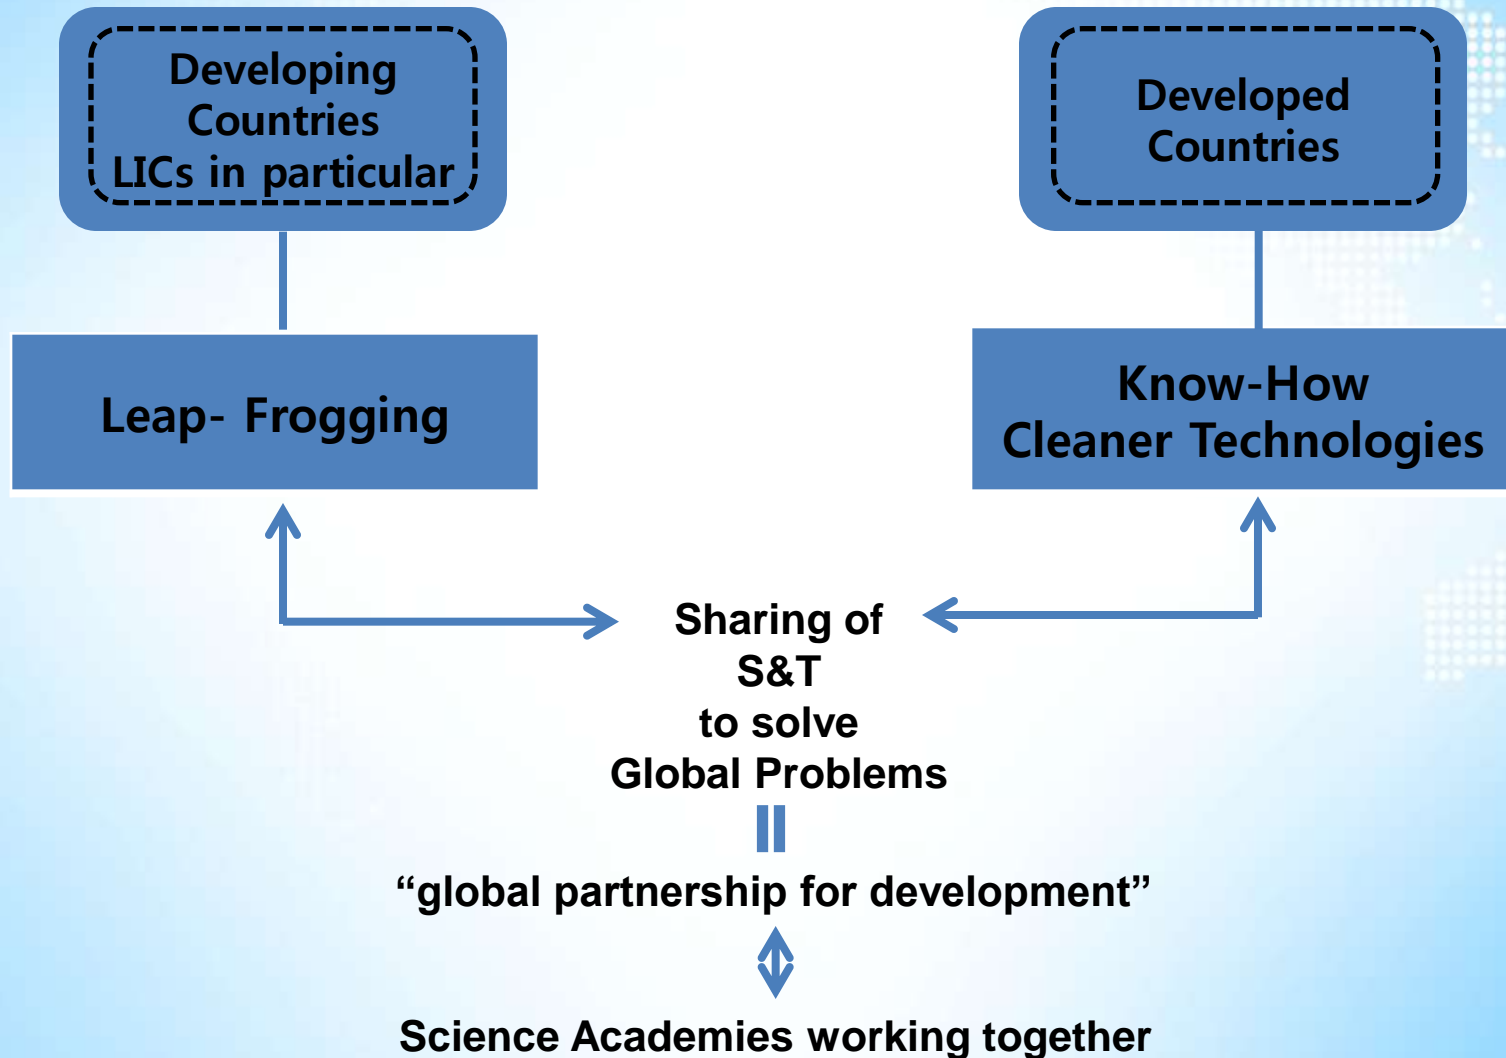 Developing
Countries
LICs in particular
Developed
Countries
Leap- Frogging
Know-How
Cleaner Technologies
Sharing of
S&T
to solve
Global Problems
“global partnership for development”
Science Academies working together